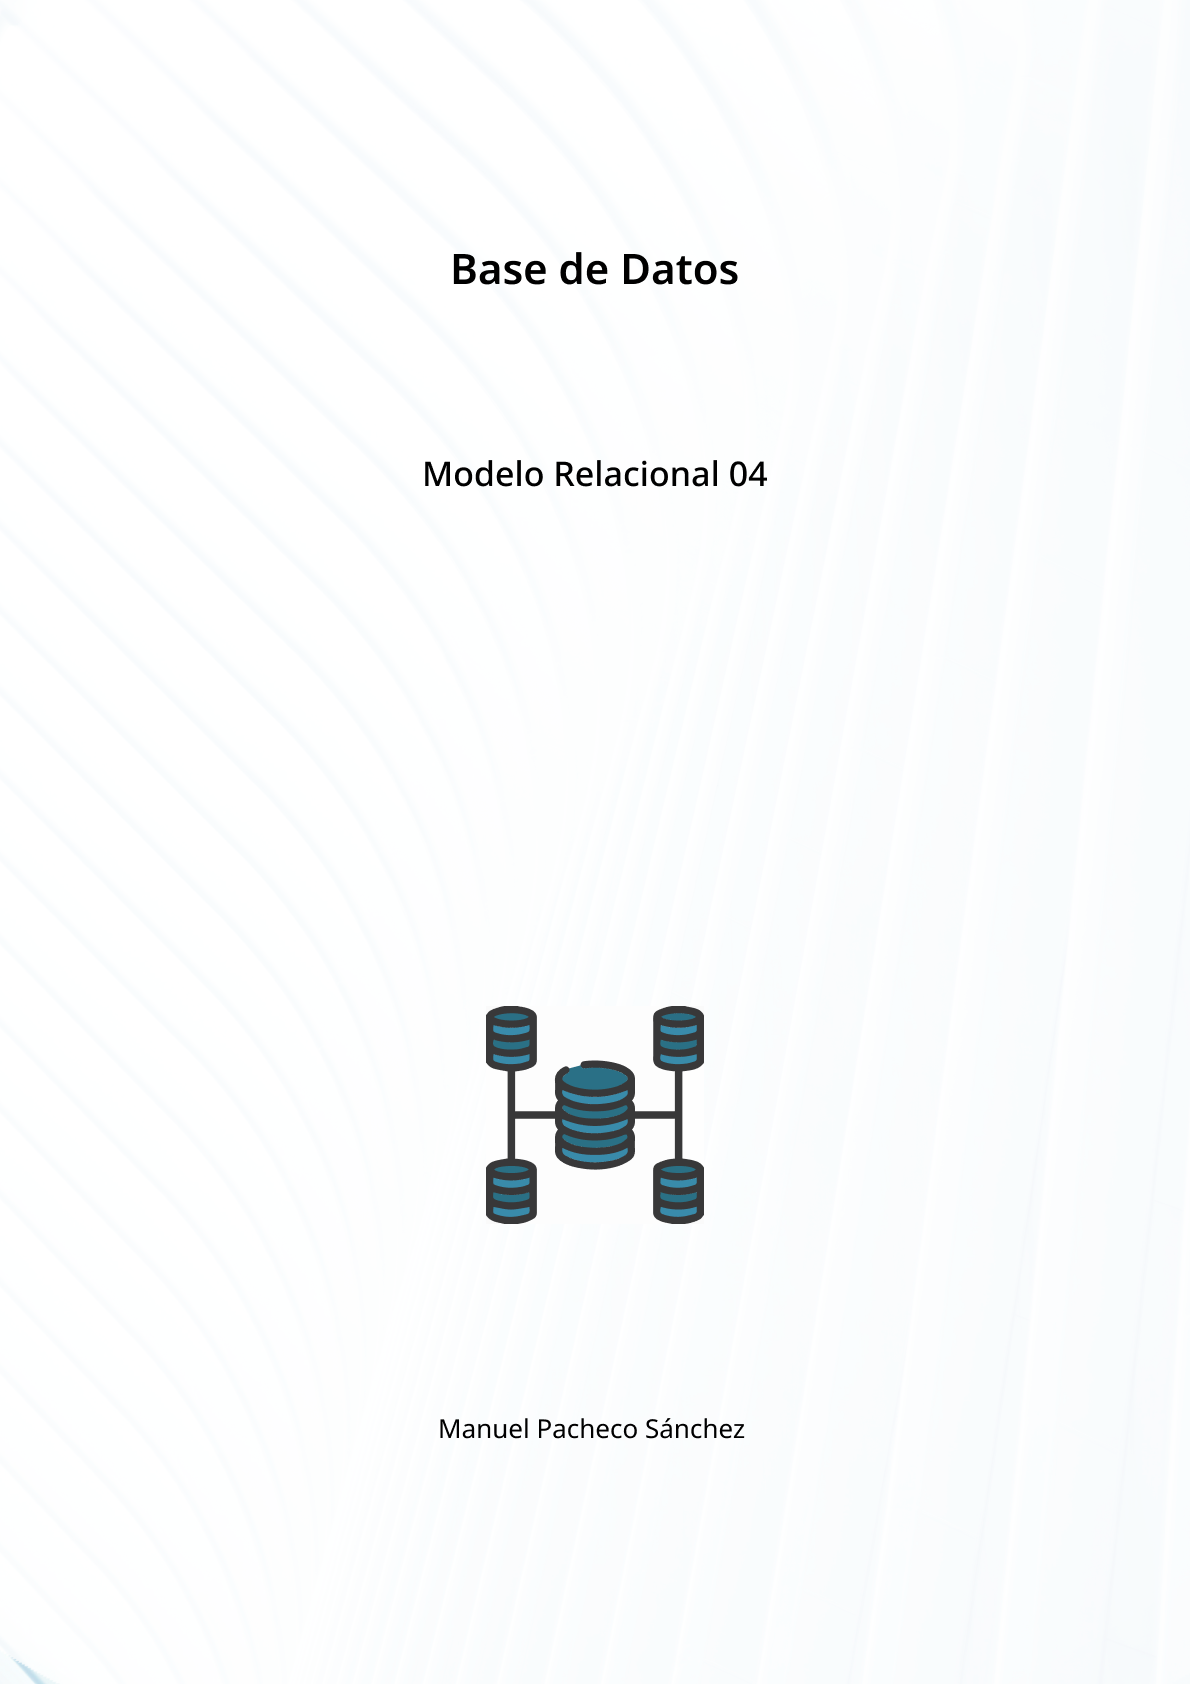 Base de Datos
Modelo Relacional 04
Manuel Pacheco Sánchez